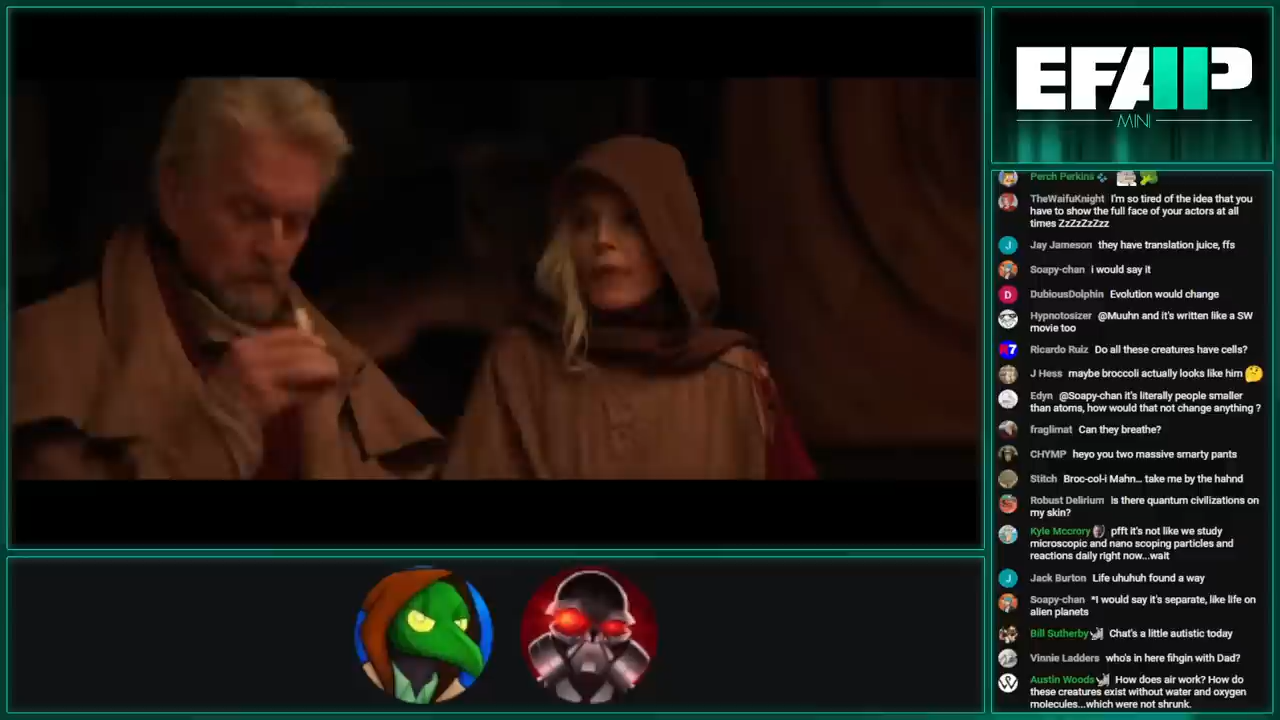 EFAP
MINI
Perch Perkins
TheWaifuKnight I'm so tired of the idea that you
have to show the full face of your actors at all
times ZzZzZzZzz
Jay Jameson they have translation juice, ffs
Soapy-chan i would say it
D
DubiousDolphin Evolution would change
Hypnotosizer @Muuhn and it's written like a SW
movie too
Ricardo Ruiz Do all these creatures have cells?
J Hess maybe broccoli actually looks like him
Edyn @Soapy-chan it's literally people smaller
than atoms, how would that not change anything ?
fraglimat Can they breathe?
CHYMP heyo you two massive smarty pants
Stitch Broc-col-i Mahn... take me by the hahnd
Robust Delirium is there quantum civilizations on
my skin?
Kyle Mccrory pfft it's not like we study
microscopic and nano scoping particles and
reactions daily right now...wait
J
Jack Burton Life uhuhuh found a way
Soapy-chan *I would say it's separate, like life on
alien planets
Bill Sutherby Chat's a little autistic today
Vinnie Ladders who's in here fihgin with Dad?
Austin Woods How does air work? How do
these creatures exist without water and oxygen
molecules...which were not shrunk.